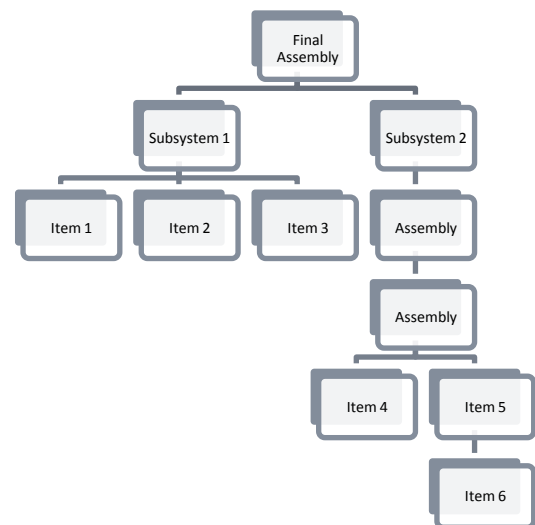 Final
Assembly
Subsystem 1
Subsystem 2
Item 1
Item 2
Item 3
Assembly
Assembly
Item 4
Item 5
Item 6